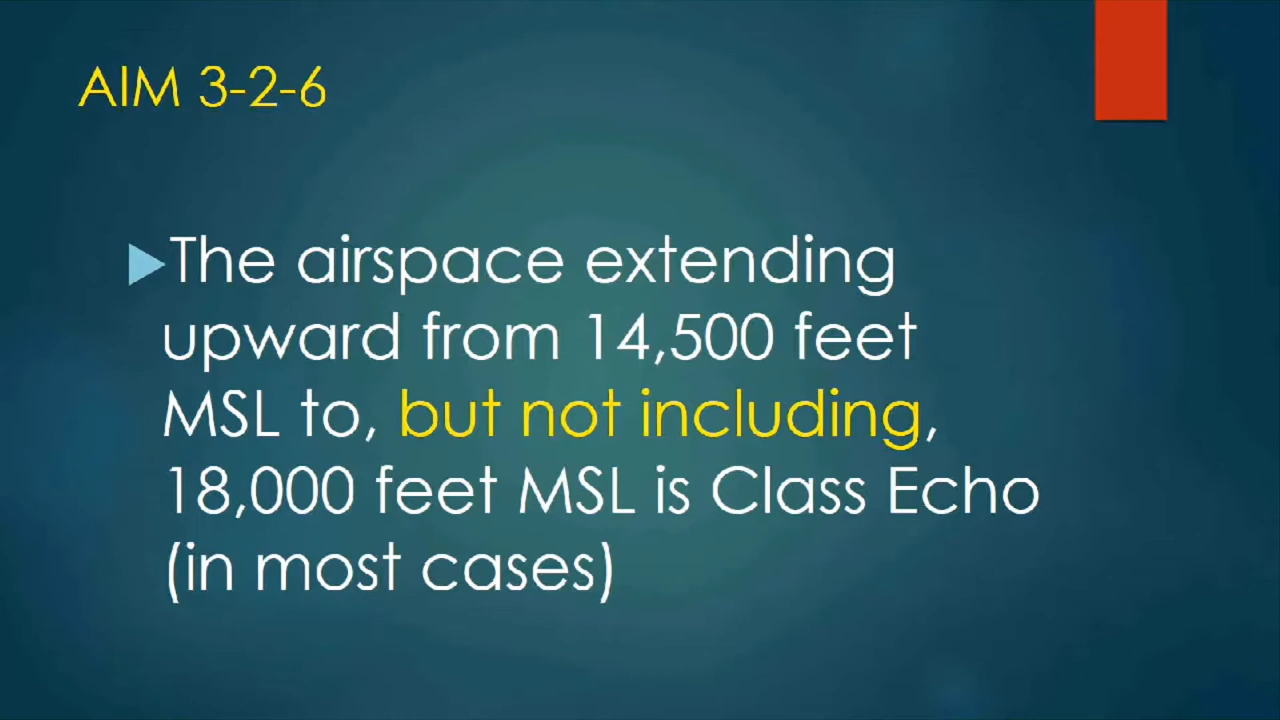 AIM 3-2-6
The airspace extending
upward from 14,500 feet
MSL to, but not including,
18,000 feet MSL is Class Echo
(in most cases)